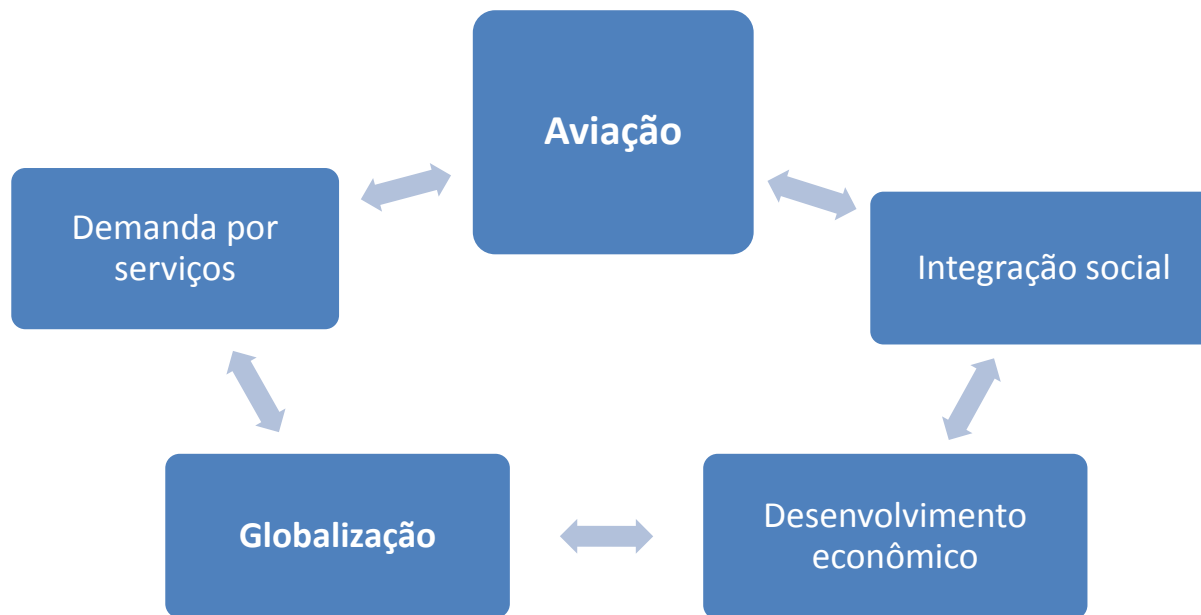 Aviação
Demanda por
serviços
Integração social
Globalização
Desenvolvimento
econômico